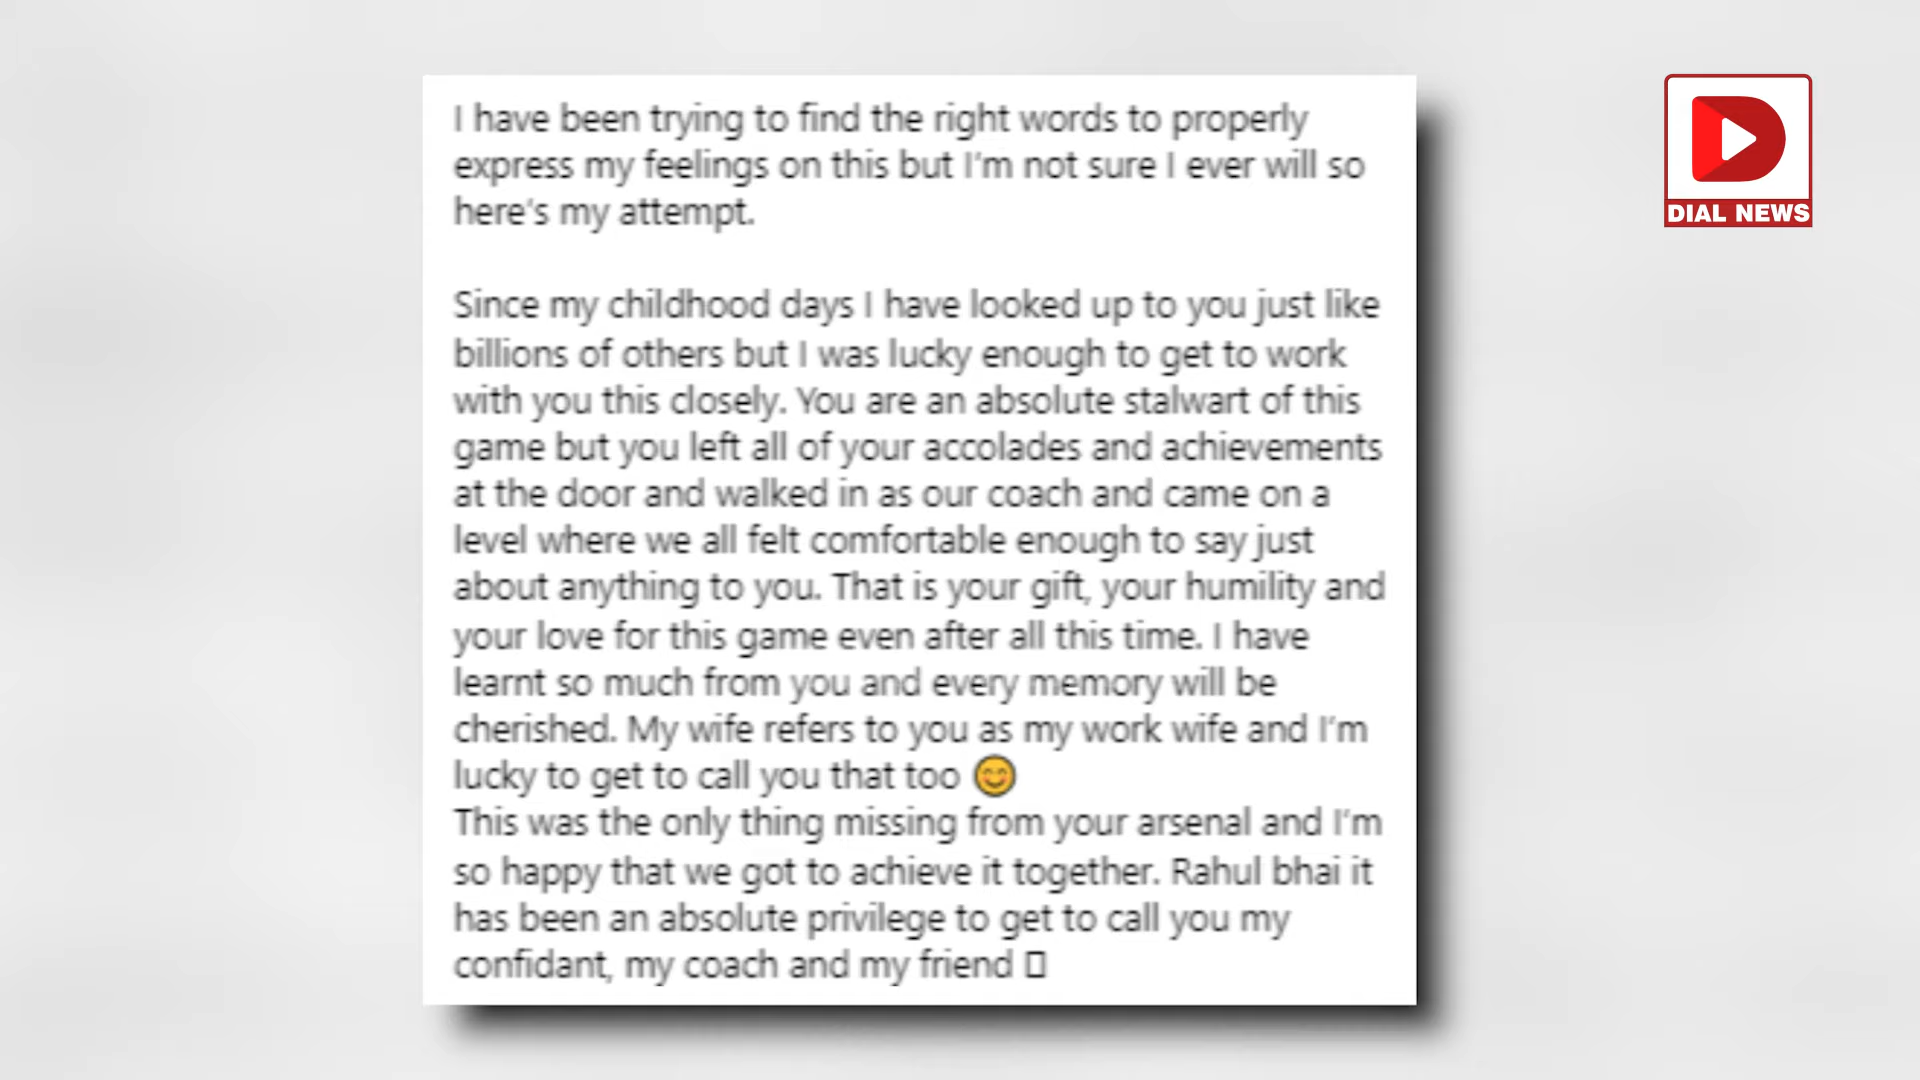 I have been trying to find the right words to properly
express my feelings on this but I'm not sure I ever will so
here's my attempt.
Since my childhood days I have looked up to you just like
billions of others but I was lucky enough to get to work
with you this closely. You are an absolute stalwart of this
game but you left all of your accolades and achievements
at the door and walked in as our coach and came on a
level where we all felt comfortable enough to say just
about anything to you. That is your gift, your humility and
your love for this game even after all this time. I have
learnt so much from you and every memory will be
cherished. My wife refers to you as my work wife and I'm
lucky to get to call you that too 😊
This was the only thing missing from your arsenal and I'm
so happy that we got to achieve it together. Rahul bhai it
has been an absolute privilege to get to call you my
confidant, my coach and my friend
DIAL NEWS